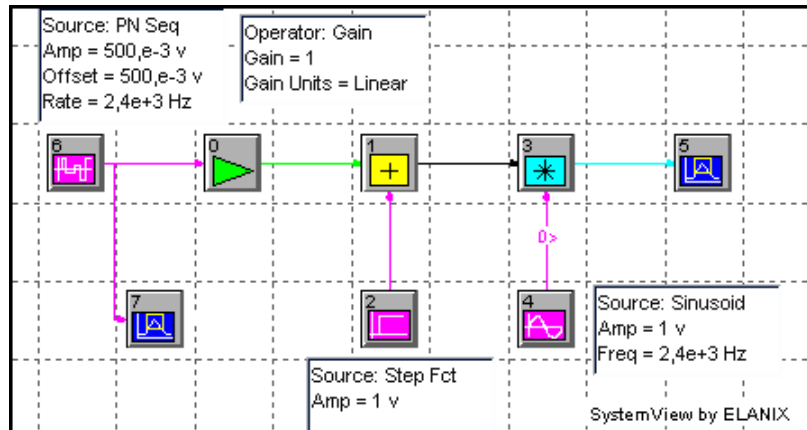 Source: PN Seq
Amp = 500,e-3 v
Offset = 500,e-3 v
Rate = 2,4e+3 Hz
Operator: Gain
Gain = 1
Gain Units = Linear
6
0
1
3
5
0>
7
2
4
Source: Sinusoid
Amp = 1 v
Freq = 2,4e+3 Hz
Source: Step Fct
Amp = 1 v
SystemView by ELANIX